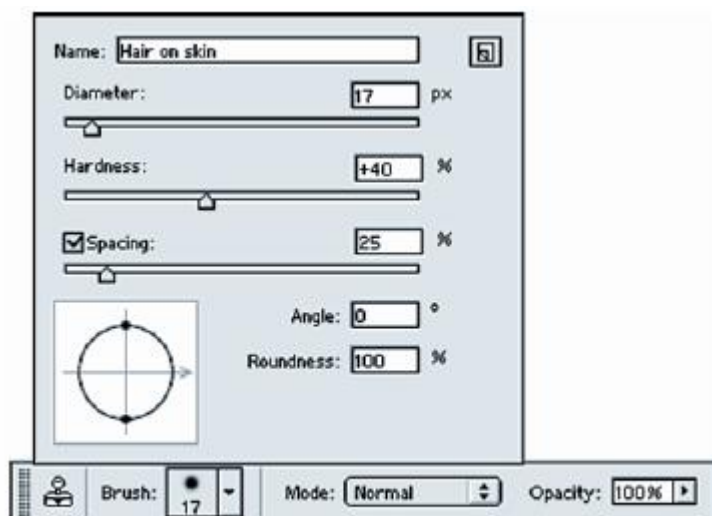 Name: Hair on skin
Diameter: 17 px
Hardness: +40 %
Spacing: 25 %
Angle: 0 °
Roundness: 100 %
Brush: 17 Mode: Normal Opacity: 100%